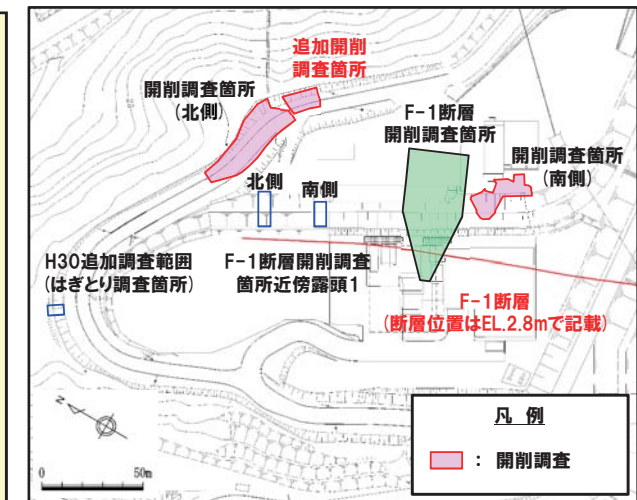 追加開削
調査箇所
開削調査箇所
(北側)
F-1断層
開削調査箇所
開削調査箇所
(南側)
北側
南側
H30追加調査範囲
(はぎとり調査箇所)
F-1断層開削調査
箇所近傍露頭1
F-1断層
(断層位置はEL.2.8mで記載)
凡 例
: 開削調査
N
0 50m